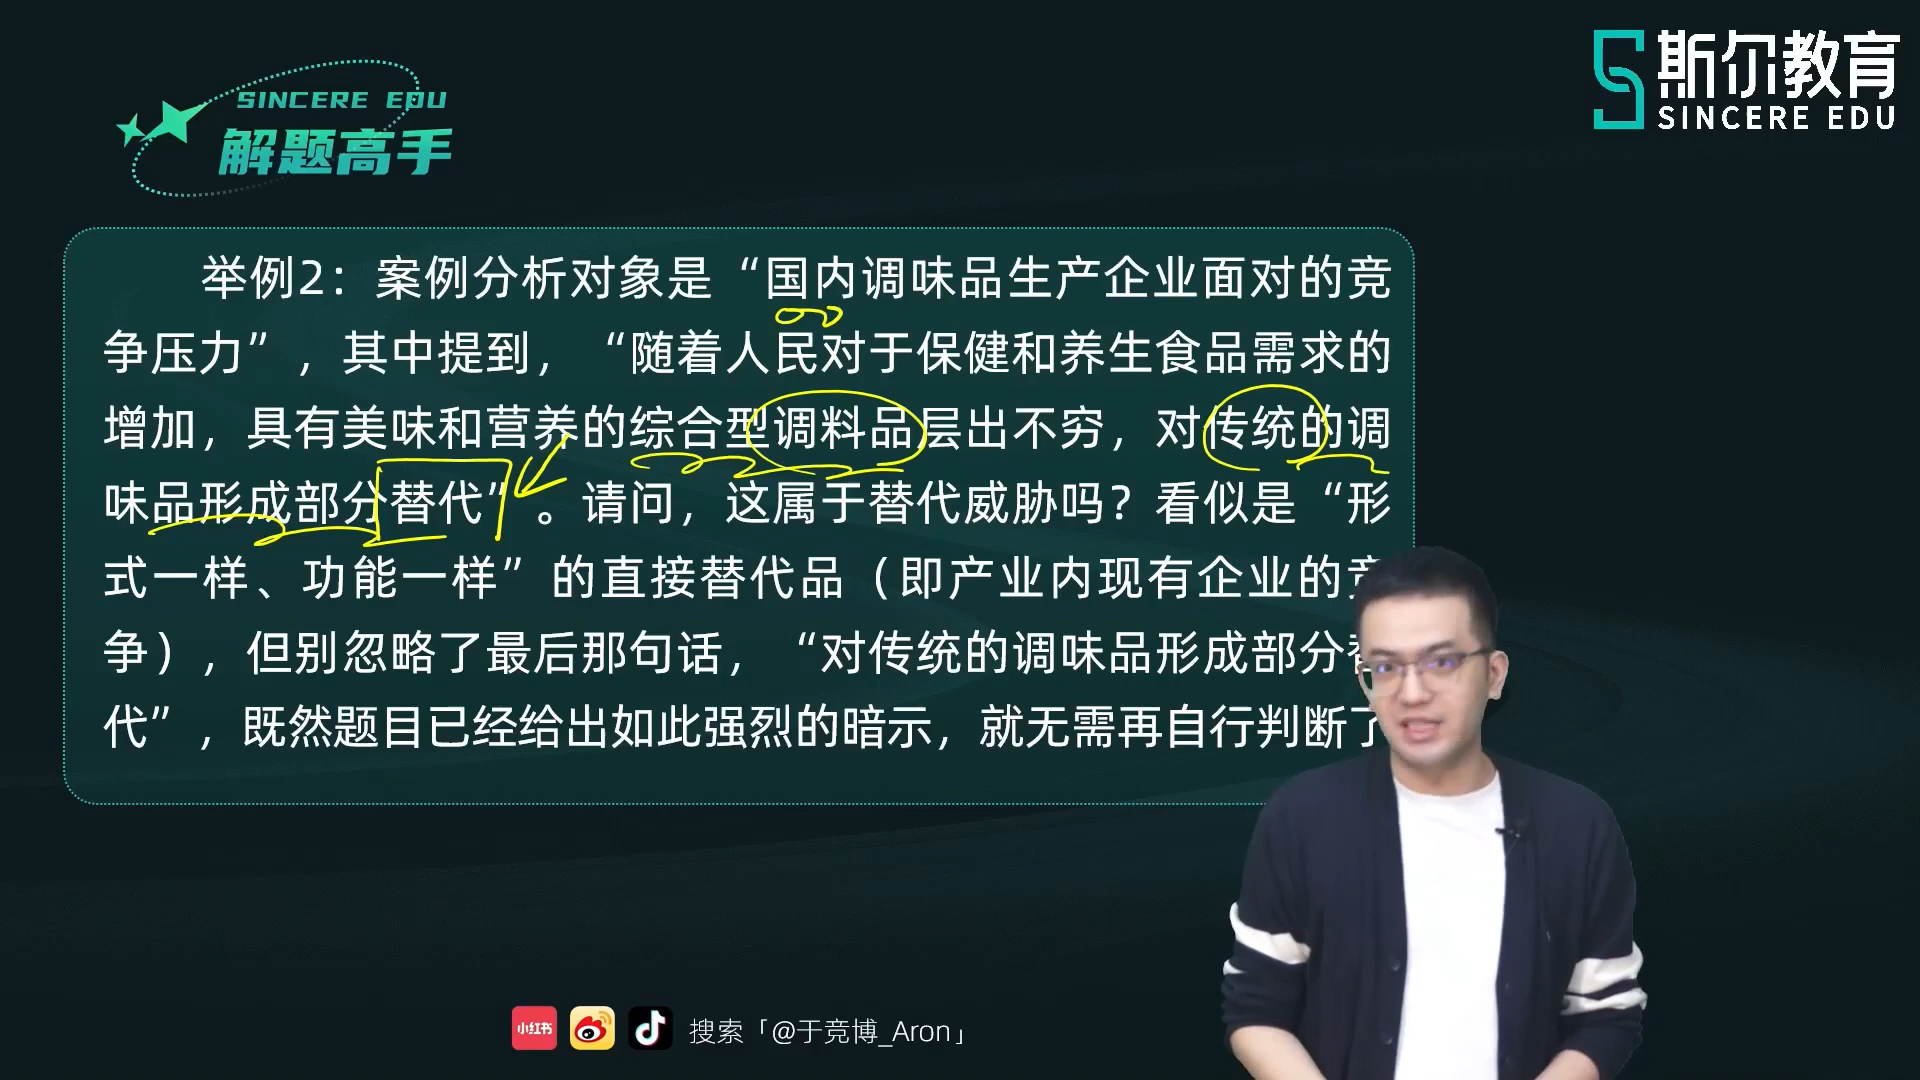 SINCERE EDU
解题高手
斯尔教育
SINCERE EDU
举例2：案例分析对象是“国内调味品生产企业面对的竞
争压力”，其中提到，“随着人民对于保健和养生食品需求的
增加，具有美味和营养的综合型调料品层出不穷，对传统的调
味品形成部分替代”。请问，这属于替代威胁吗？看似是“形
式一样、功能一样”的直接替代品（即产业内现有企业的竞
争），但别忽略了最后那句话，“对传统的调味品形成部分替
代”，既然题目已经给出如此强烈的暗示，就无需再自行判断了
小红书
搜索「@于竞博_Aron」